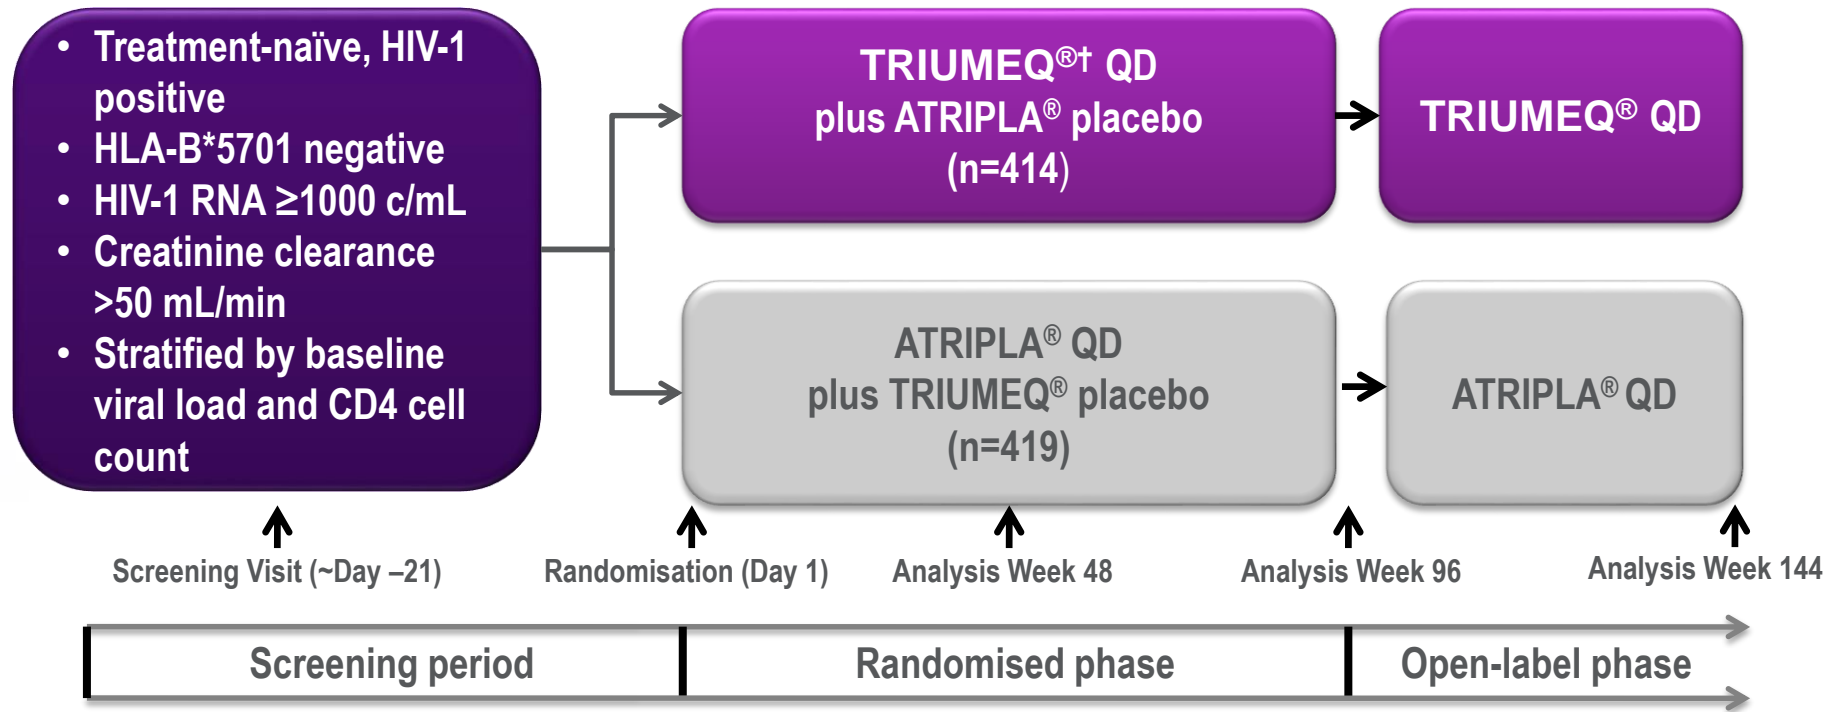 • Treatment-naïve, HIV-1
positive
• HLA-B*5701 negative
• HIV-1 RNA ≥1000 c/mL
• Creatinine clearance
>50 mL/min
• Stratified by baseline
viral load and CD4 cell
count
TRIUMEQ®† QD
plus ATRIPLA® placebo
(n=414)
TRIUMEQ® QD
ATRIPLA® QD
plus TRIUMEQ® placebo
(n=419)
ATRIPLA® QD
Screening Visit (~Day –21)
Randomisation (Day 1)
Analysis Week 48
Analysis Week 96
Analysis Week 144
Screening period
Randomised phase
Open-label phase